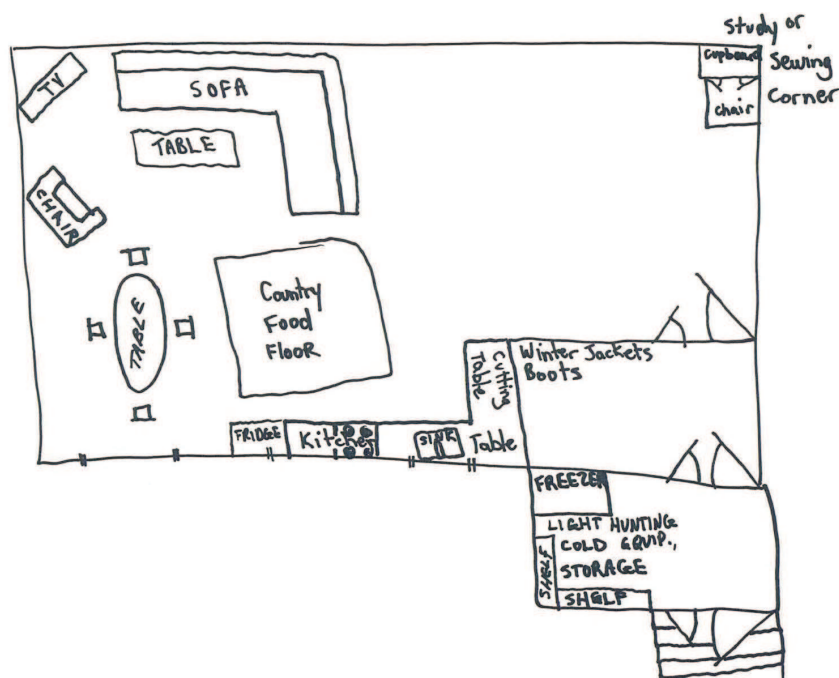 Study or
Sewing
Corner
Cupboard
chair
TV
SOFA
TABLE
CHAIR
TABLE
Country
Food
FLOOR
Cutting
Table
Winter Jackets
Boots
FRIDGE
Kitchen
SINK
Table
FREEZER
LIGHT HUNTING
COLD EQUIP.,
STORAGE
SHELF
SHELF